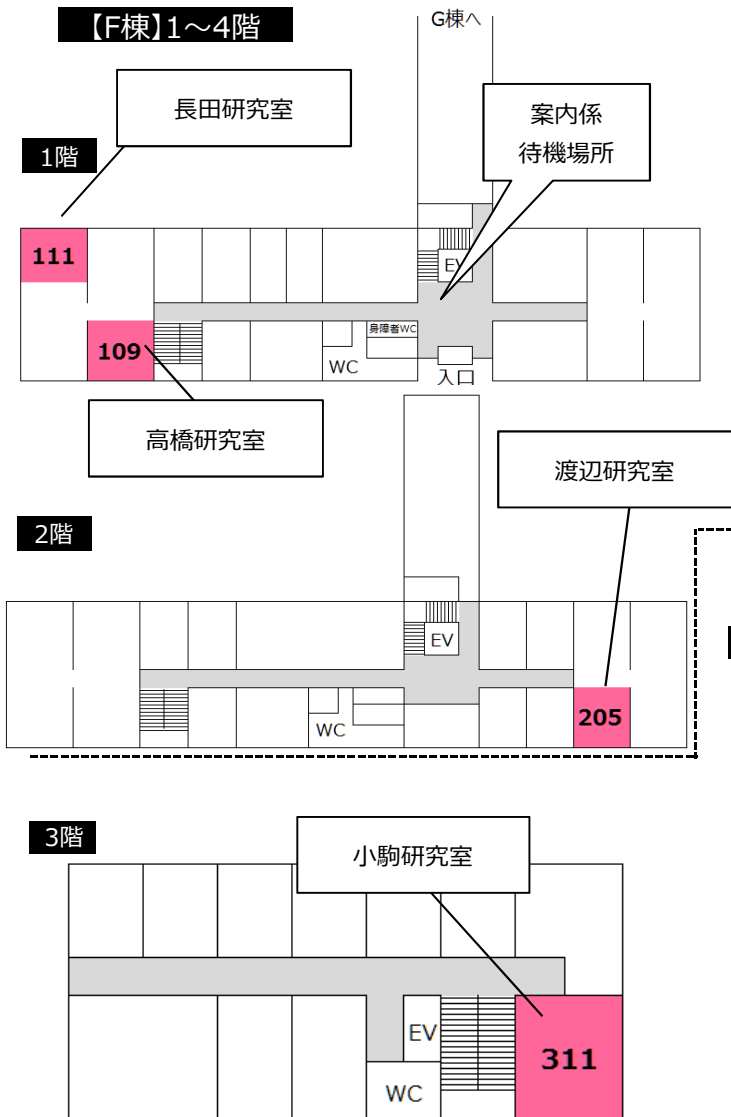 【F棟】1～4階
G棟へ
長田研究室
案内係
待機場所
1階
111
EV
109
身障者WC
WC
入口
高橋研究室
渡辺研究室
2階
EV
205
WC
3階
小駒研究室
EV
311
WC